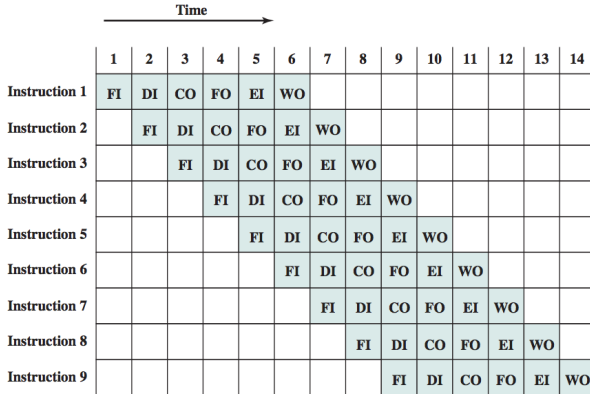 Time
1 2 3 4 5 6 7 8 9 10 11 12 13 14
Instruction 1 FI DI CO FO EI WO
Instruction 2 FI DI CO FO EI WO
Instruction 3 FI DI CO FO EI WO
Instruction 4 FI DI CO FO EI WO
Instruction 5 FI DI CO FO EI WO
Instruction 6 FI DI CO FO EI WO
Instruction 7 FI DI CO FO EI WO
Instruction 8 FI DI CO FO EI WO
Instruction 9 FI DI CO FO EI WO